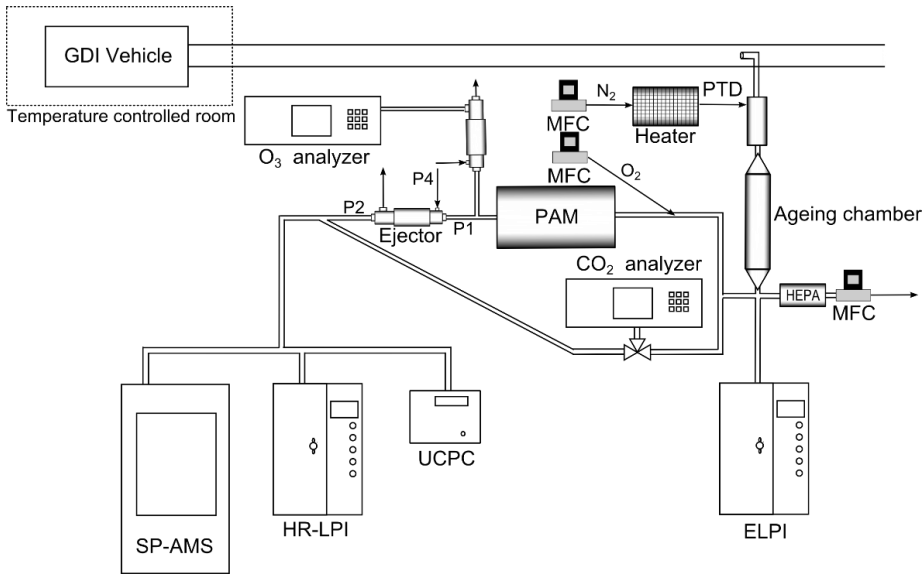 GDI Vehicle
Temperature controlled room
O3 analyzer
MFC
N2
Heater
PTD
MFC
O2
P4
P2
Ejector
P1
PAM
Ageing chamber
CO2 analyzer
HEPA
MFC
SP-AMS
HR-LPI
UCPC
ELPI